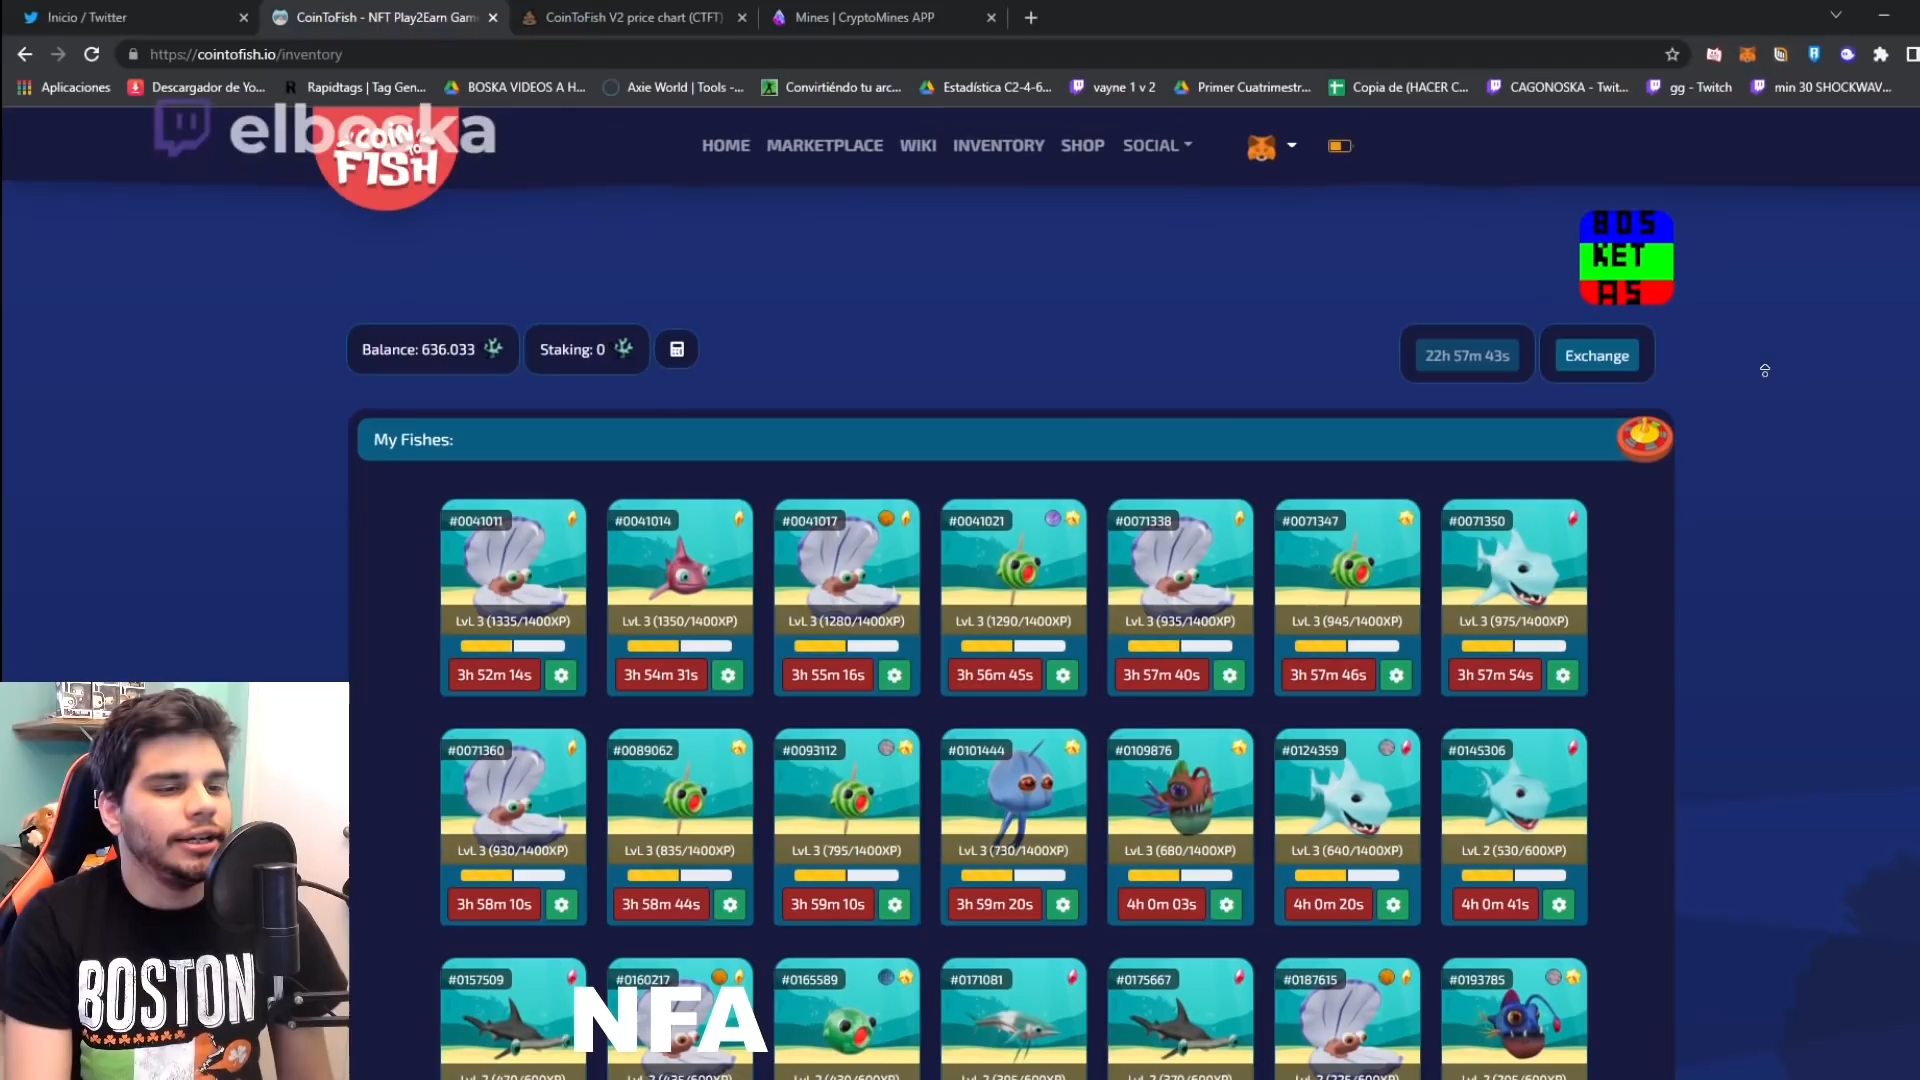 Inicio / Twitter
CoinToFish - NFT Play2Earn Gam
CoinToFish V2 price chart (CTFT)
Mines | CryptoMines APP
https://cointofish.io/inventory
Aplicaciones
Descargador de Yo...
Rapidtags | Tag Gen...
BOSKA VIDEOS A H...
Axie World | Tools -...
Convirtiéndo tu arc...
Estadística C2-4-6...
vayne 1 v 2
Primer Cuatrimestr...
Copia de (HACER C...
CAGONOSKA - Twit...
gg - Twitch
min 30 SHOCKWAV...
elboska
COIN TO FISH
HOME MARKETPLACE WIKI INVENTORY SHOP SOCIAL
BOS
KET
AS
Balance: 636.033
Staking: 0
22h 57m 43s
Exchange
My Fishes:
#0041011 #0041014 #0041017 #0041021 #0071338 #0071347 #0071350
LvL 3 (1335/1400XP) LvL 3 (1350/1400XP) LvL 3 (1280/1400XP) LvL 3 (1290/1400XP) LvL 3 (935/1400XP) LvL 3 (945/1400XP) LvL 3 (975/1400XP)
3h 52m 14s 3h 54m 31s 3h 55m 16s 3h 56m 45s 3h 57m 40s 3h 57m 46s 3h 57m 54s
#0071360 #0089062 #0093112 #0101444 #0109876 #0124359 #0145306
LvL 3 (930/1400XP) LvL 3 (835/1400XP) LvL 3 (795/1400XP) LvL 3 (730/1400XP) LvL 3 (680/1400XP) LvL 3 (640/1400XP) LvL 2 (530/600XP)
3h 58m 10s 3h 58m 44s 3h 59m 10s 3h 59m 20s 4h 0m 03s 4h 0m 20s 4h 0m 41s
#0157509 #0160217 #0165589 #0171081 #0175667 #0187615 #0193785
BOSTON
NFA